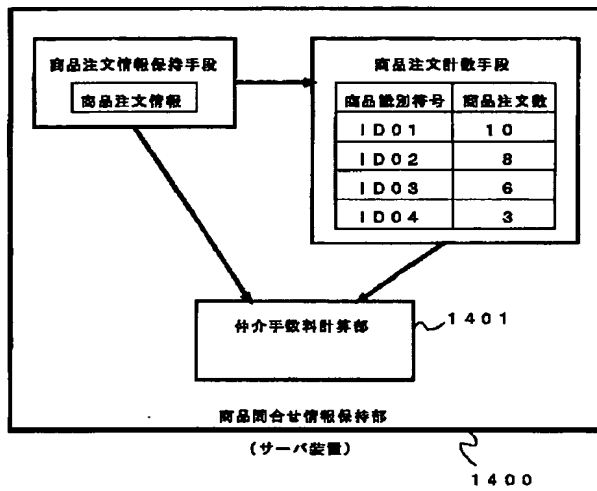 商品注文情報保持手段
商品注文情報
商品注文計数手段
商品識別符号 商品注文数
ID01 10
ID02 8
ID03 6
ID04 3
仲介手数料計算部
1401
商品問合せ情報保持部
(サーバ装置)
1400